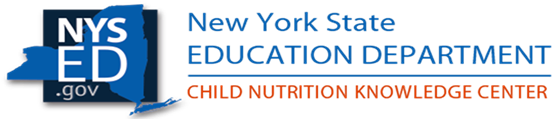 NYS
ED
.gov
New York State
EDUCATION DEPARTMENT
CHILD NUTRITION KNOWLEDGE CENTER